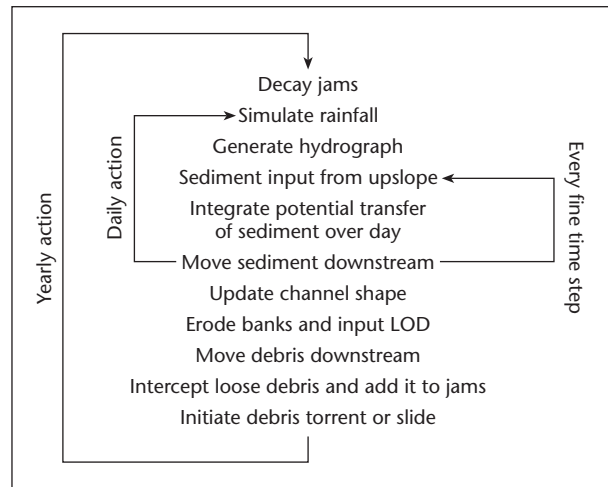 Decay jams
Simulate rainfall
Generate hydrograph
Sediment input from upslope
Integrate potential transfer
of sediment over day
Move sediment downstream
Update channel shape
Erode banks and input LOD
Move debris downstream
Intercept loose debris and add it to jams
Initiate debris torrent or slide
Yearly action
Daily action
Every fine time step